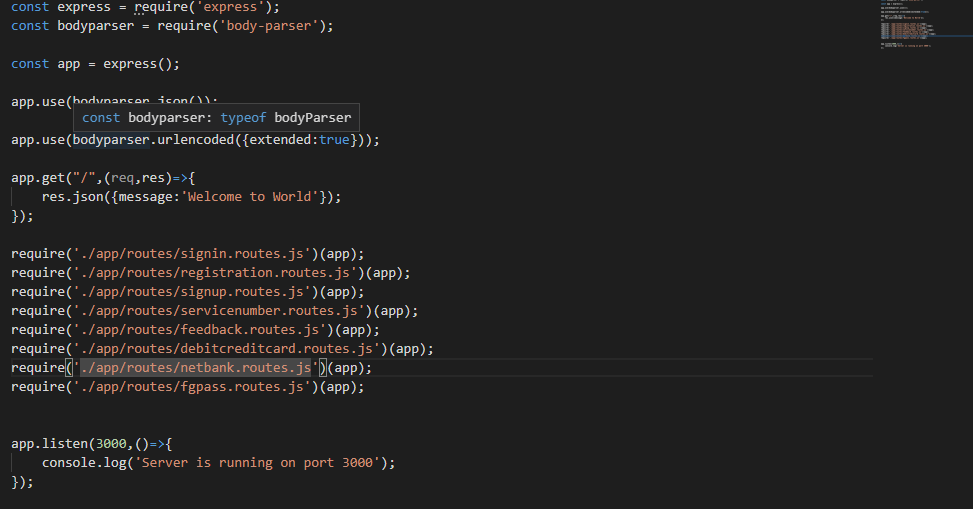 const express = require('express');
const bodyparser = require('body-parser');
const app = express();
app.use(bodyparser.json());
const bodyparser: typeof bodyParser
app.use(bodyparser.urlencoded({extended:true}));
app.get("/",(req,res)=>{
res.json({message:'Welcome to World'});
});
require('./app/routes/signin.routes.js')(app);
require('./app/routes/registration.routes.js')(app);
require('./app/routes/signup.routes.js')(app);
require('./app/routes/servicenumber.routes.js')(app);
require('./app/routes/feedback.routes.js')(app);
require('./app/routes/debitcreditcard.routes.js')(app);
require('./app/routes/netbank.routes.js')(app);
require('./app/routes/fgpass.routes.js')(app);
app.listen(3000,()=>{
console.log('Server is running on port 3000');
});